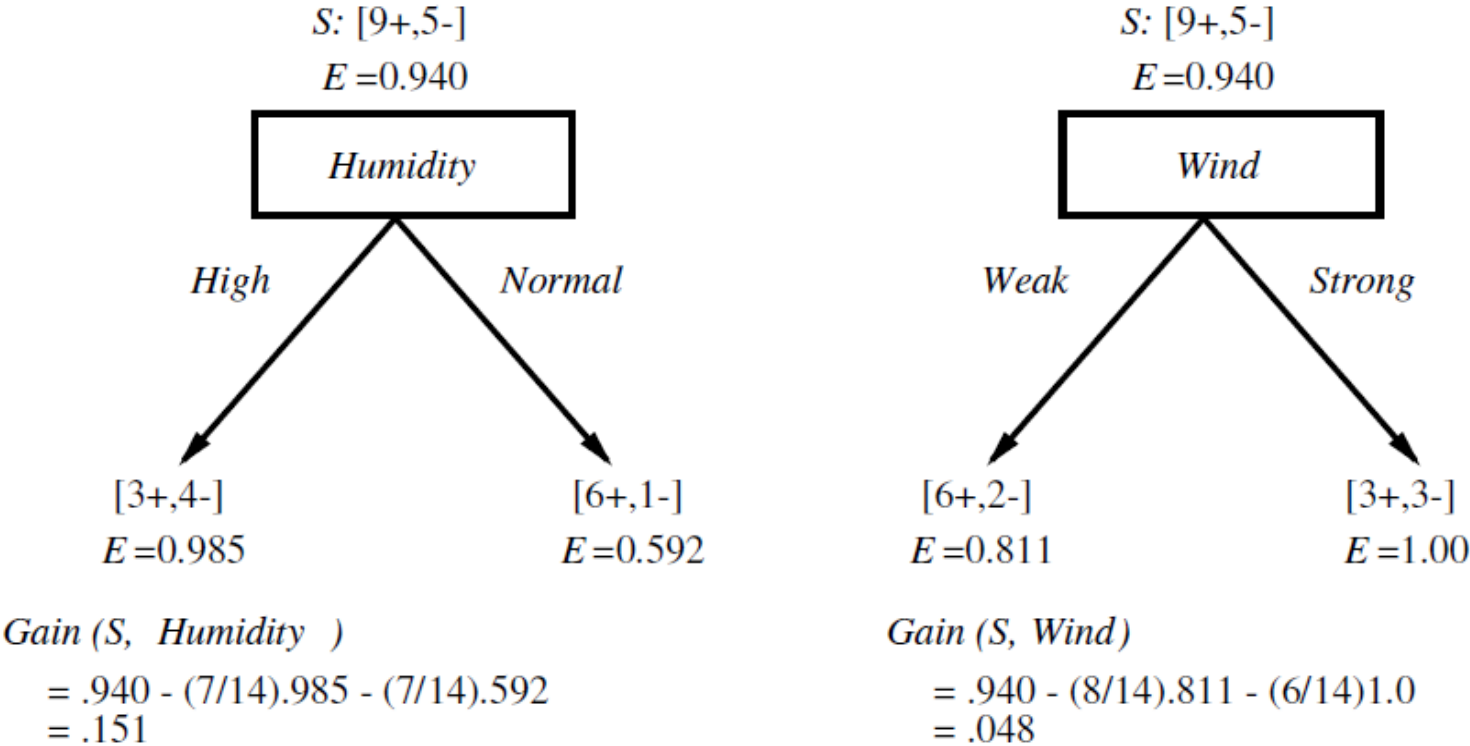 S: [9+,5-]
E =0.940
Humidity
High
Normal
[3+,4-]
E =0.985
[6+,1-]
E =0.592
Gain (S, Humidity )
= .940 - (7/14).985 - (7/14).592
= .151
S: [9+,5-]
E =0.940
Wind
Weak
Strong
[6+,2-]
E =0.811
[3+,3-]
E =1.00
Gain (S, Wind)
= .940 - (8/14).811 - (6/14)1.0
= .048